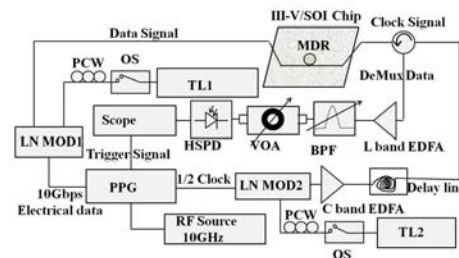 III-V/SOI Chip
Clock Signal
Data Signal
MDR
PCW
OS
TL1
DeMux Data
Scope
HSPD
VOA
BPF
L band EDFA
LN MOD1
Trigger Signal
10Gbps
Electrical data
PPG
1/2 Clock
LN MOD2
C band EDFA
Delay line
RF Source
10GHz
PCW
OS
TL2